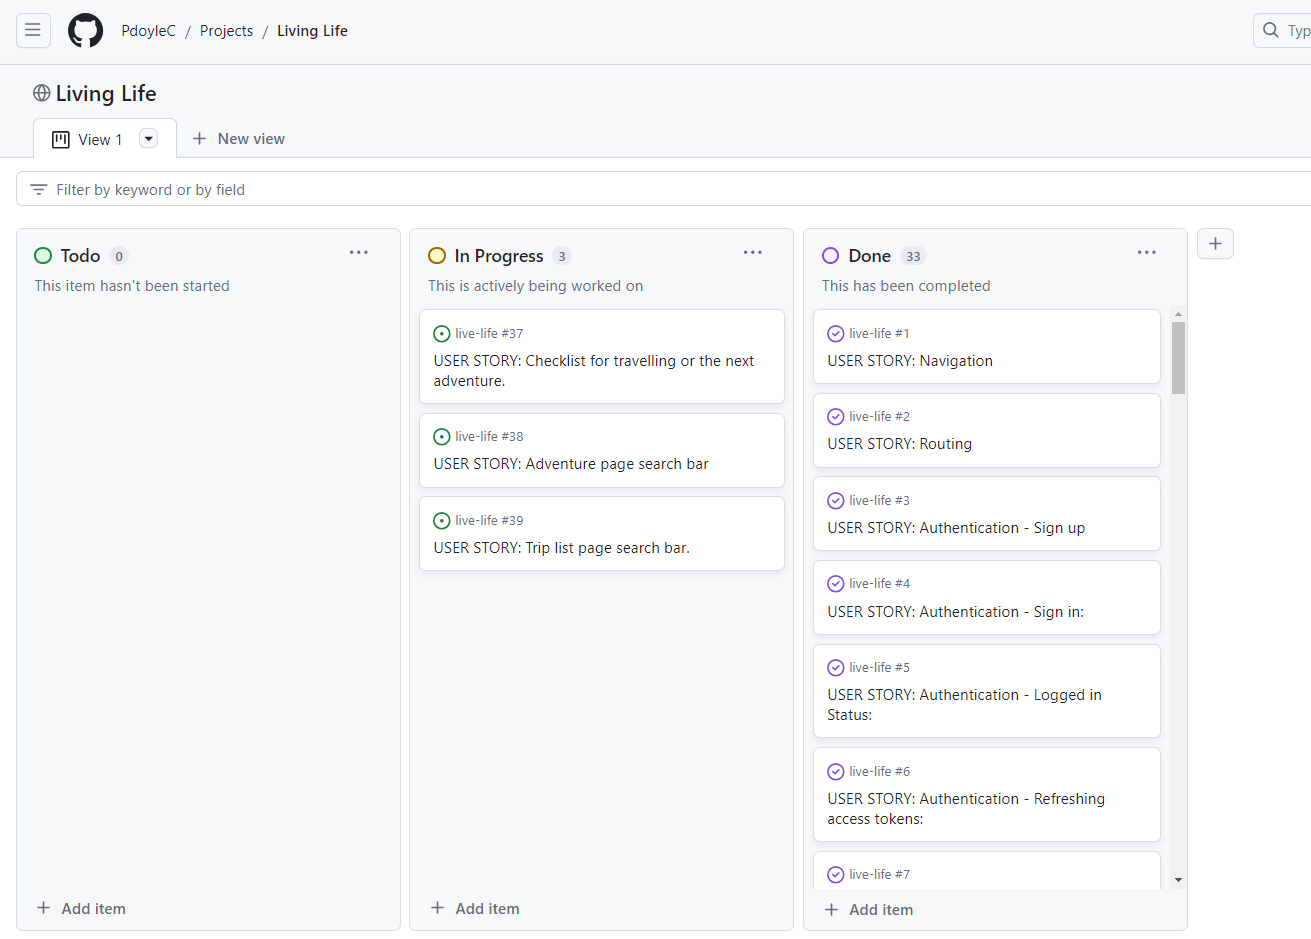 PdoyleC / Projects / Living Life
Typ
Living Life
View 1
New view
Filter by keyword or by field
Todo 0
This item hasn't been started
Add item
In Progress 3
This is actively being worked on
live-life #37
USER STORY: Checklist for travelling or the next
adventure.
live-life #38
USER STORY: Adventure page search bar
live-life #39
USER STORY: Trip list page search bar.
Add item
Done 33
This has been completed
live-life #1
USER STORY: Navigation
live-life #2
USER STORY: Routing
live-life #3
USER STORY: Authentication - Sign up
live-life #4
USER STORY: Authentication - Sign in:
live-life #5
USER STORY: Authentication - Logged in
Status:
live-life #6
USER STORY: Authentication - Refreshing
access tokens:
live-life #7
Add item